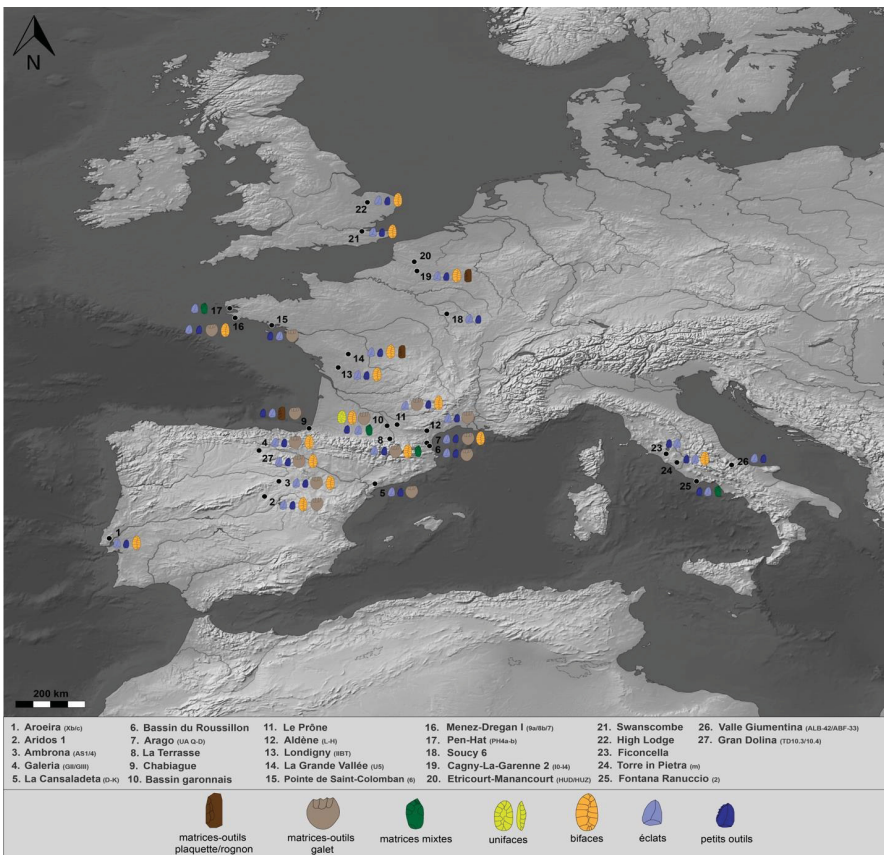 N
22
21
20
19
17
16
15
18
14
13
9
10
11
12
8
7
6
4
27
3
2
5
1
23
24
25
26
200 km
1. Aroeira (Xb/c)
2. Aridos 1
3. Ambrona (AS1/4)
4. Galeria (GII/GIII)
5. La Cansaladeta (D-K)
6. Bassin du Roussillon
7. Arago (UA Q-D)
8. La Terrasse
9. Chabiague
10. Bassin garonnais
11. Le Prône
12. Aldène (L-H)
13. Londigny (IIBT)
14. La Grande Vallée (U5)
15. Pointe de Saint-Colomban (6)
16. Menez-Dregan I (9a/8b/7)
17. Pen-Hat (PH4a-b)
18. Soucy 6
19. Cagny-La-Garenne 2 (I0-I4)
20. Etricourt-Manancourt (HUD/HUZ)
21. Swanscombe
22. High Lodge
23. Ficoncella
24. Torre in Pietra (m)
25. Fontana Ranuccio (2)
26. Valle Giumentina (ALB-42/ABF-33)
27. Gran Dolina (TD10.3/10.4)
matrices-outils
plaquette/rognon
matrices-outils
galet
matrices mixtes
unifaces
bifaces
éclats
petits outils